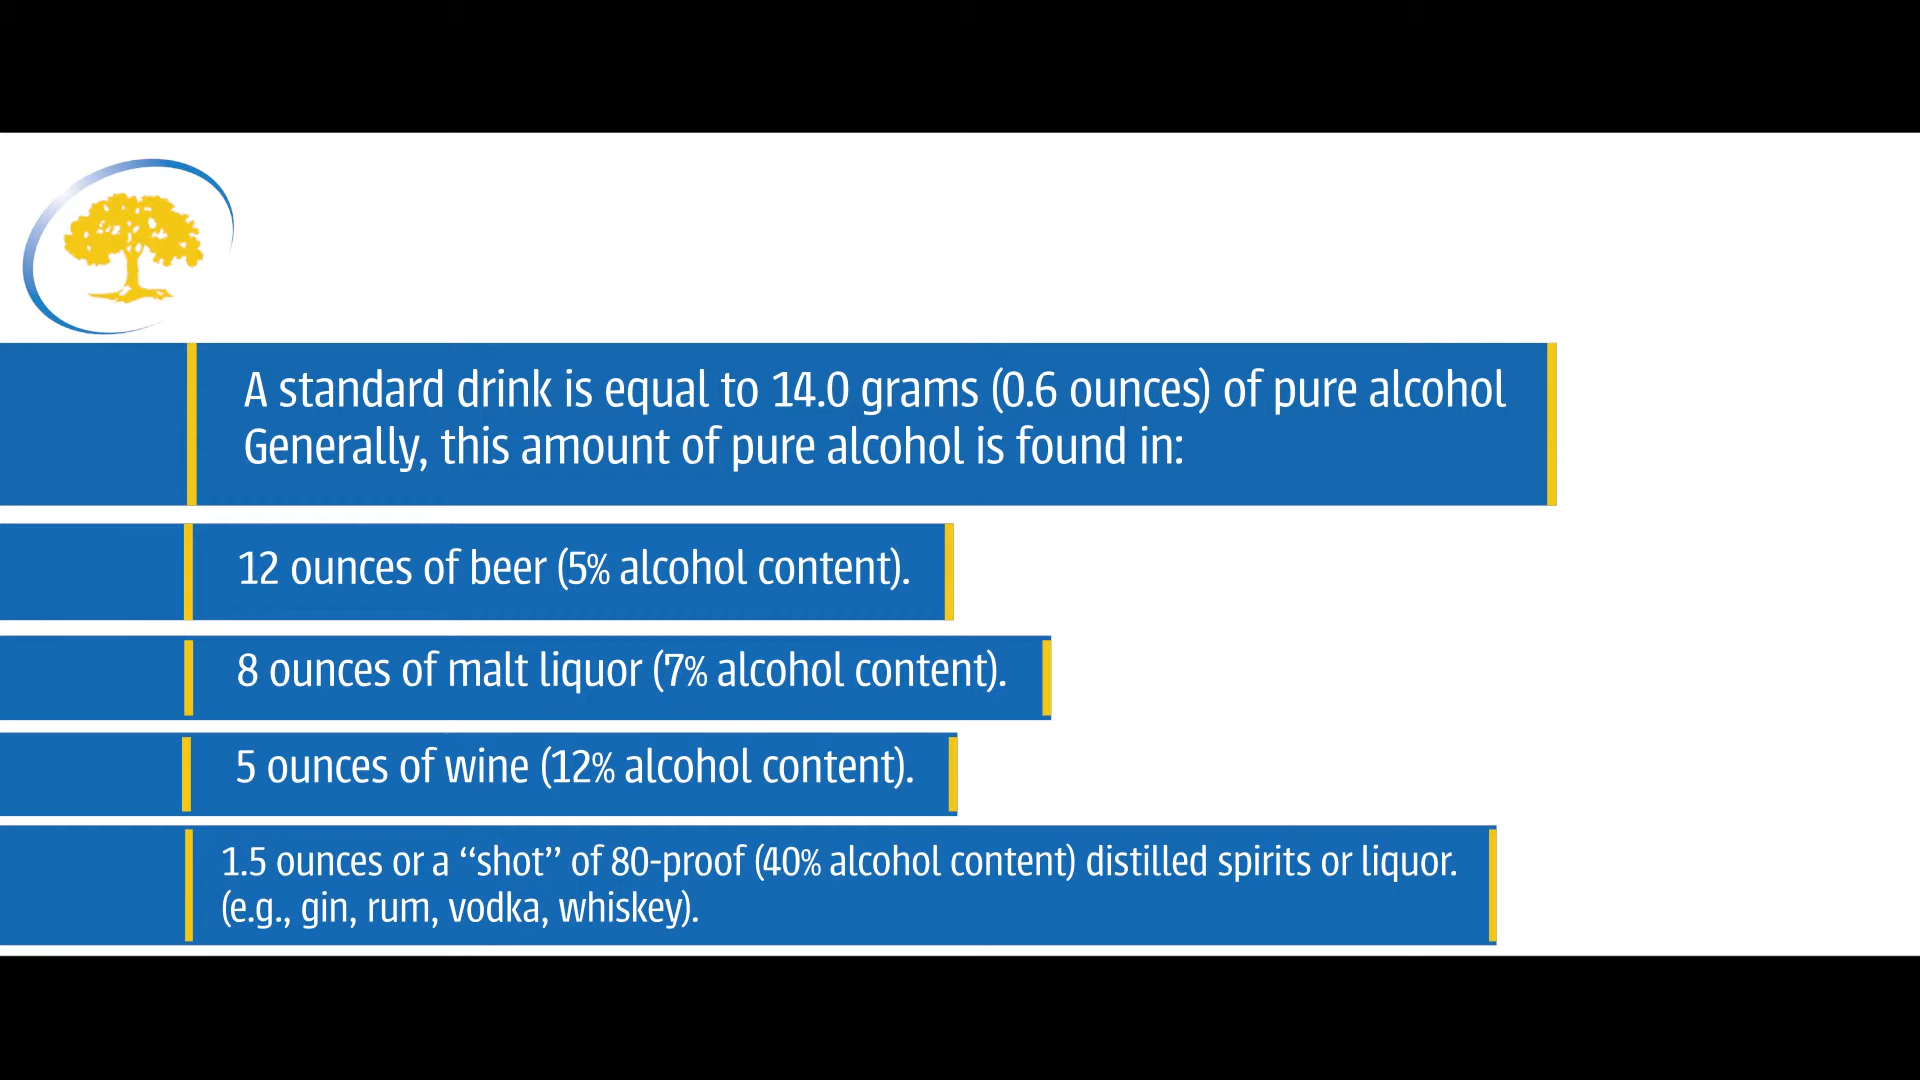 A standard drink is equal to 14.0 grams (0.6 ounces) of pure alcohol
Generally, this amount of pure alcohol is found in:
12 ounces of beer (5% alcohol content).
8 ounces of malt liquor (7% alcohol content).
5 ounces of wine (12% alcohol content).
1.5 ounces or a “shot” of 80-proof (40% alcohol content) distilled spirits or liquor.
(e.g., gin, rum, vodka, whiskey).